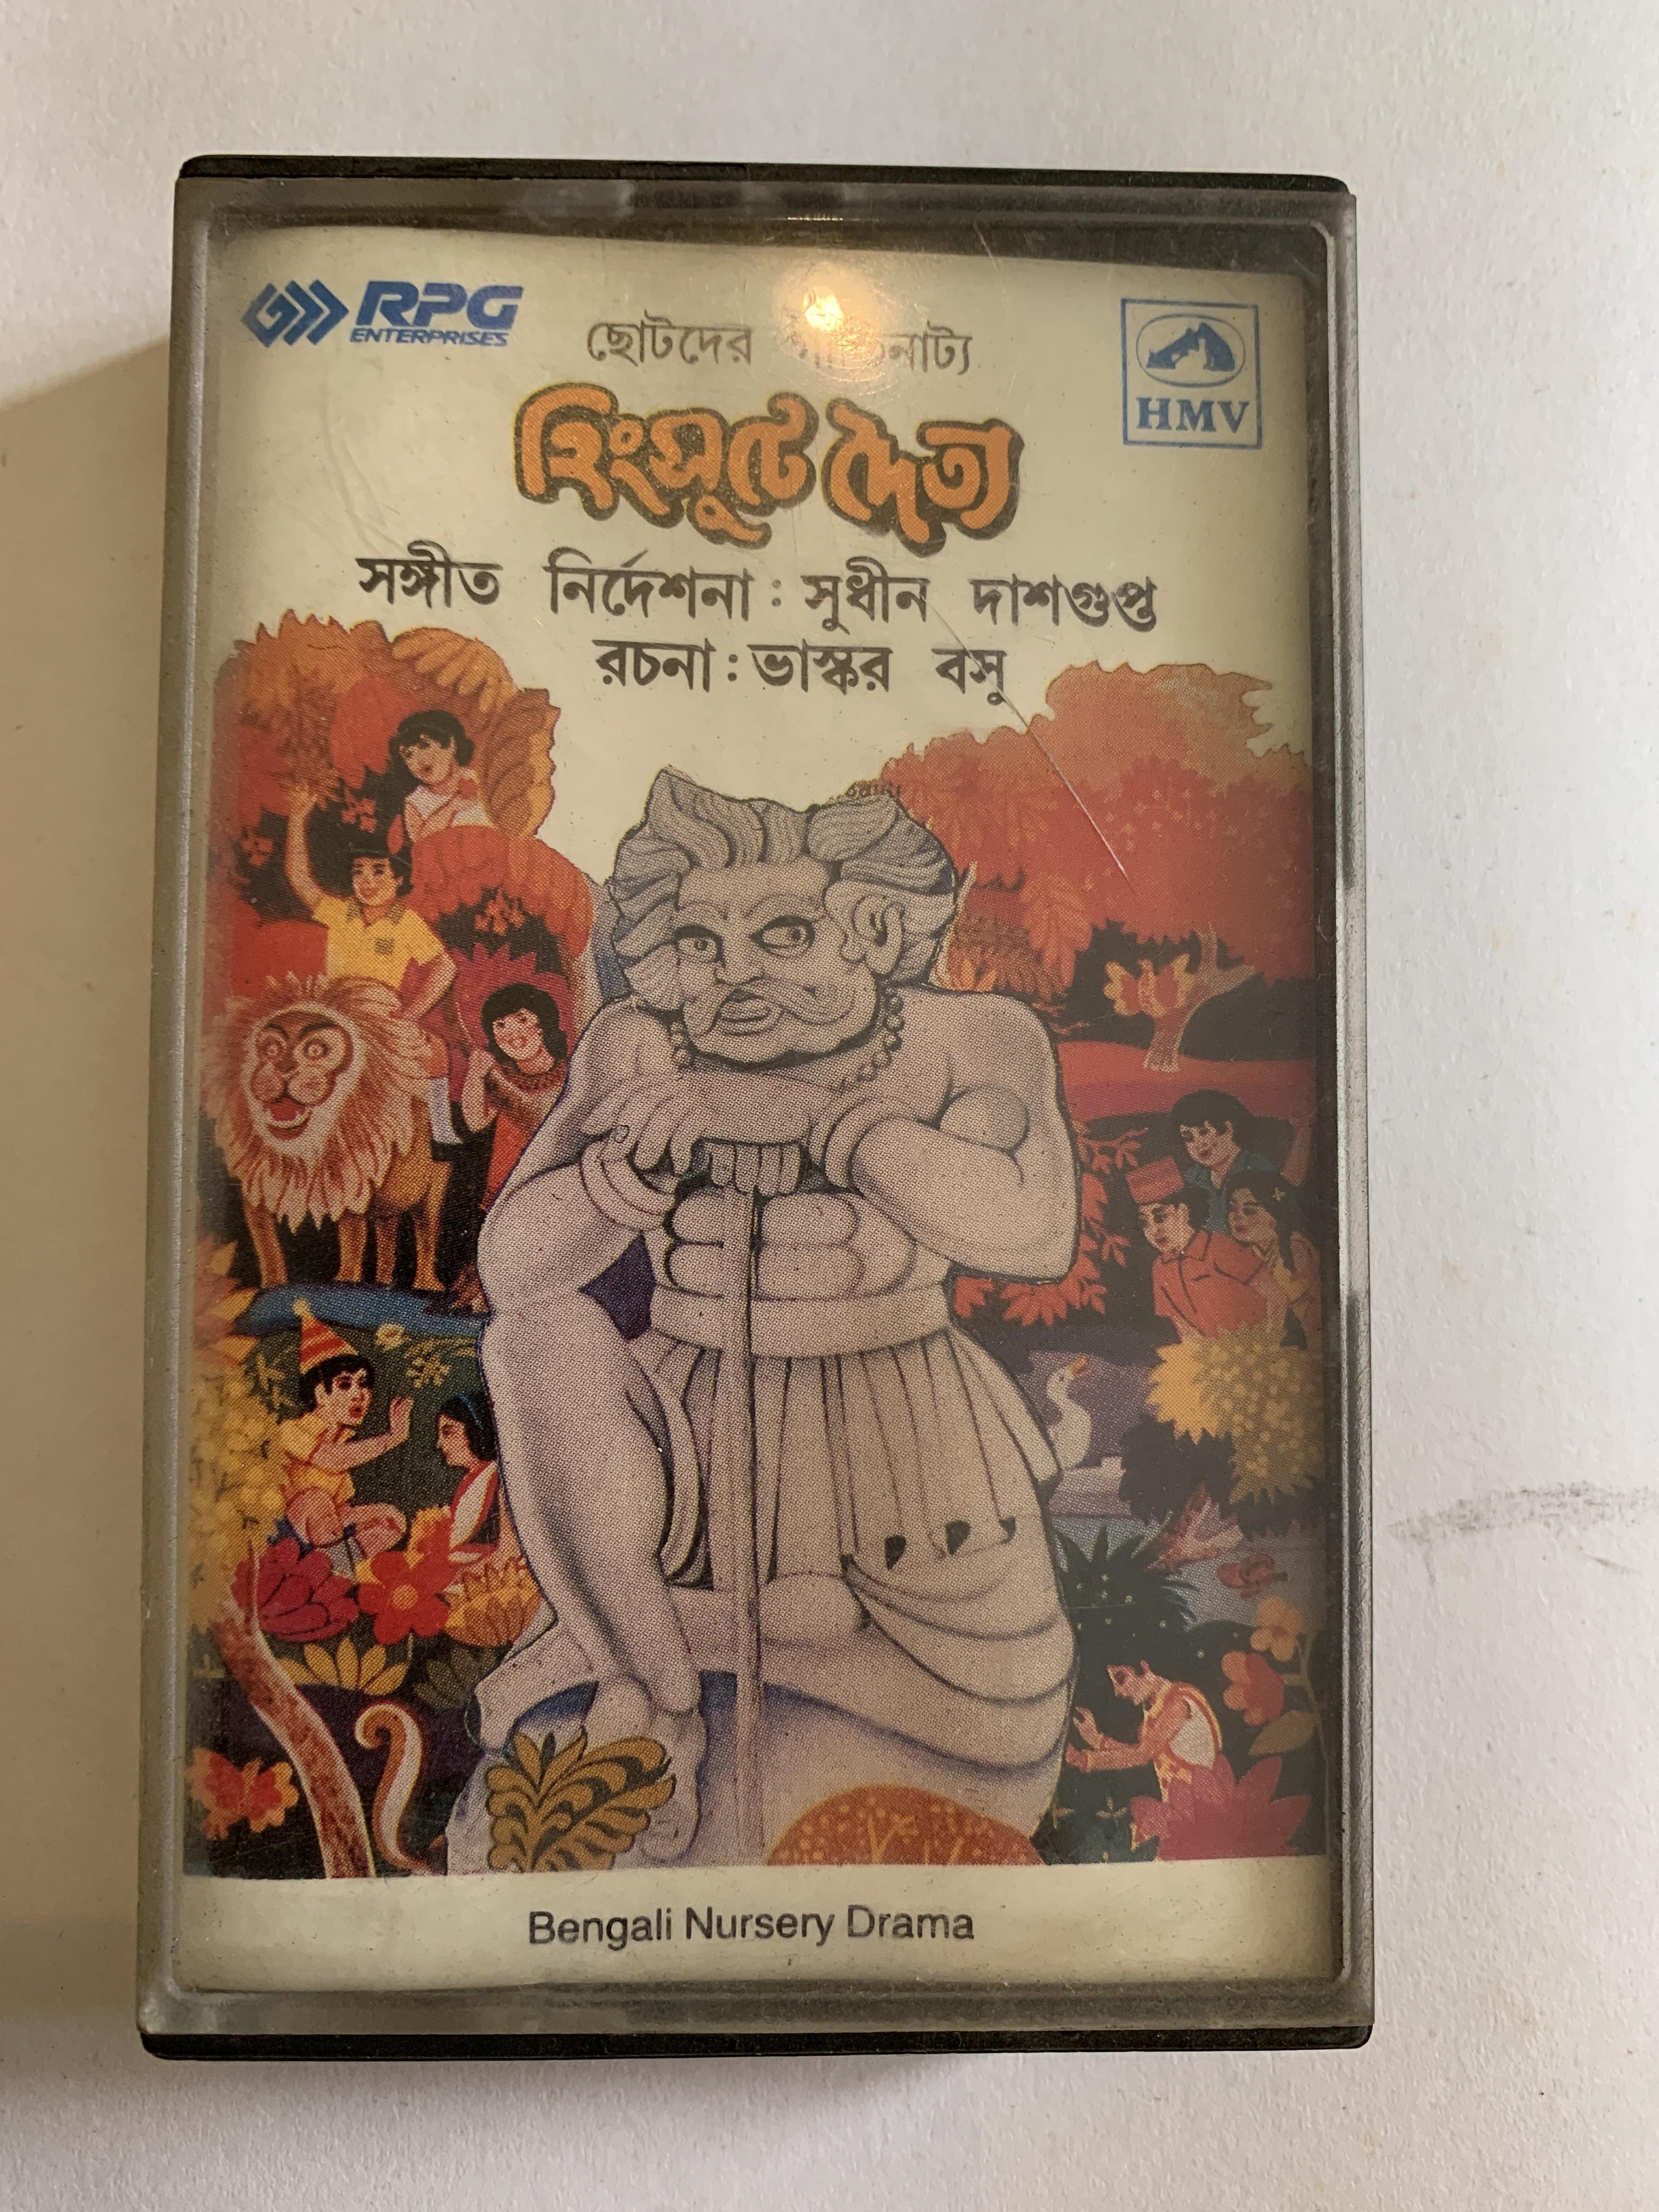 RPG
ENTERPRISES
ছোটদের গীতিনাট্য
HMV
হিংসুটে দৈত্য
সঙ্গীত নির্দেশনা : সুধীন দাশগুপ্ত
রচনা : ভাস্কর বসু
Bengali Nursery Drama